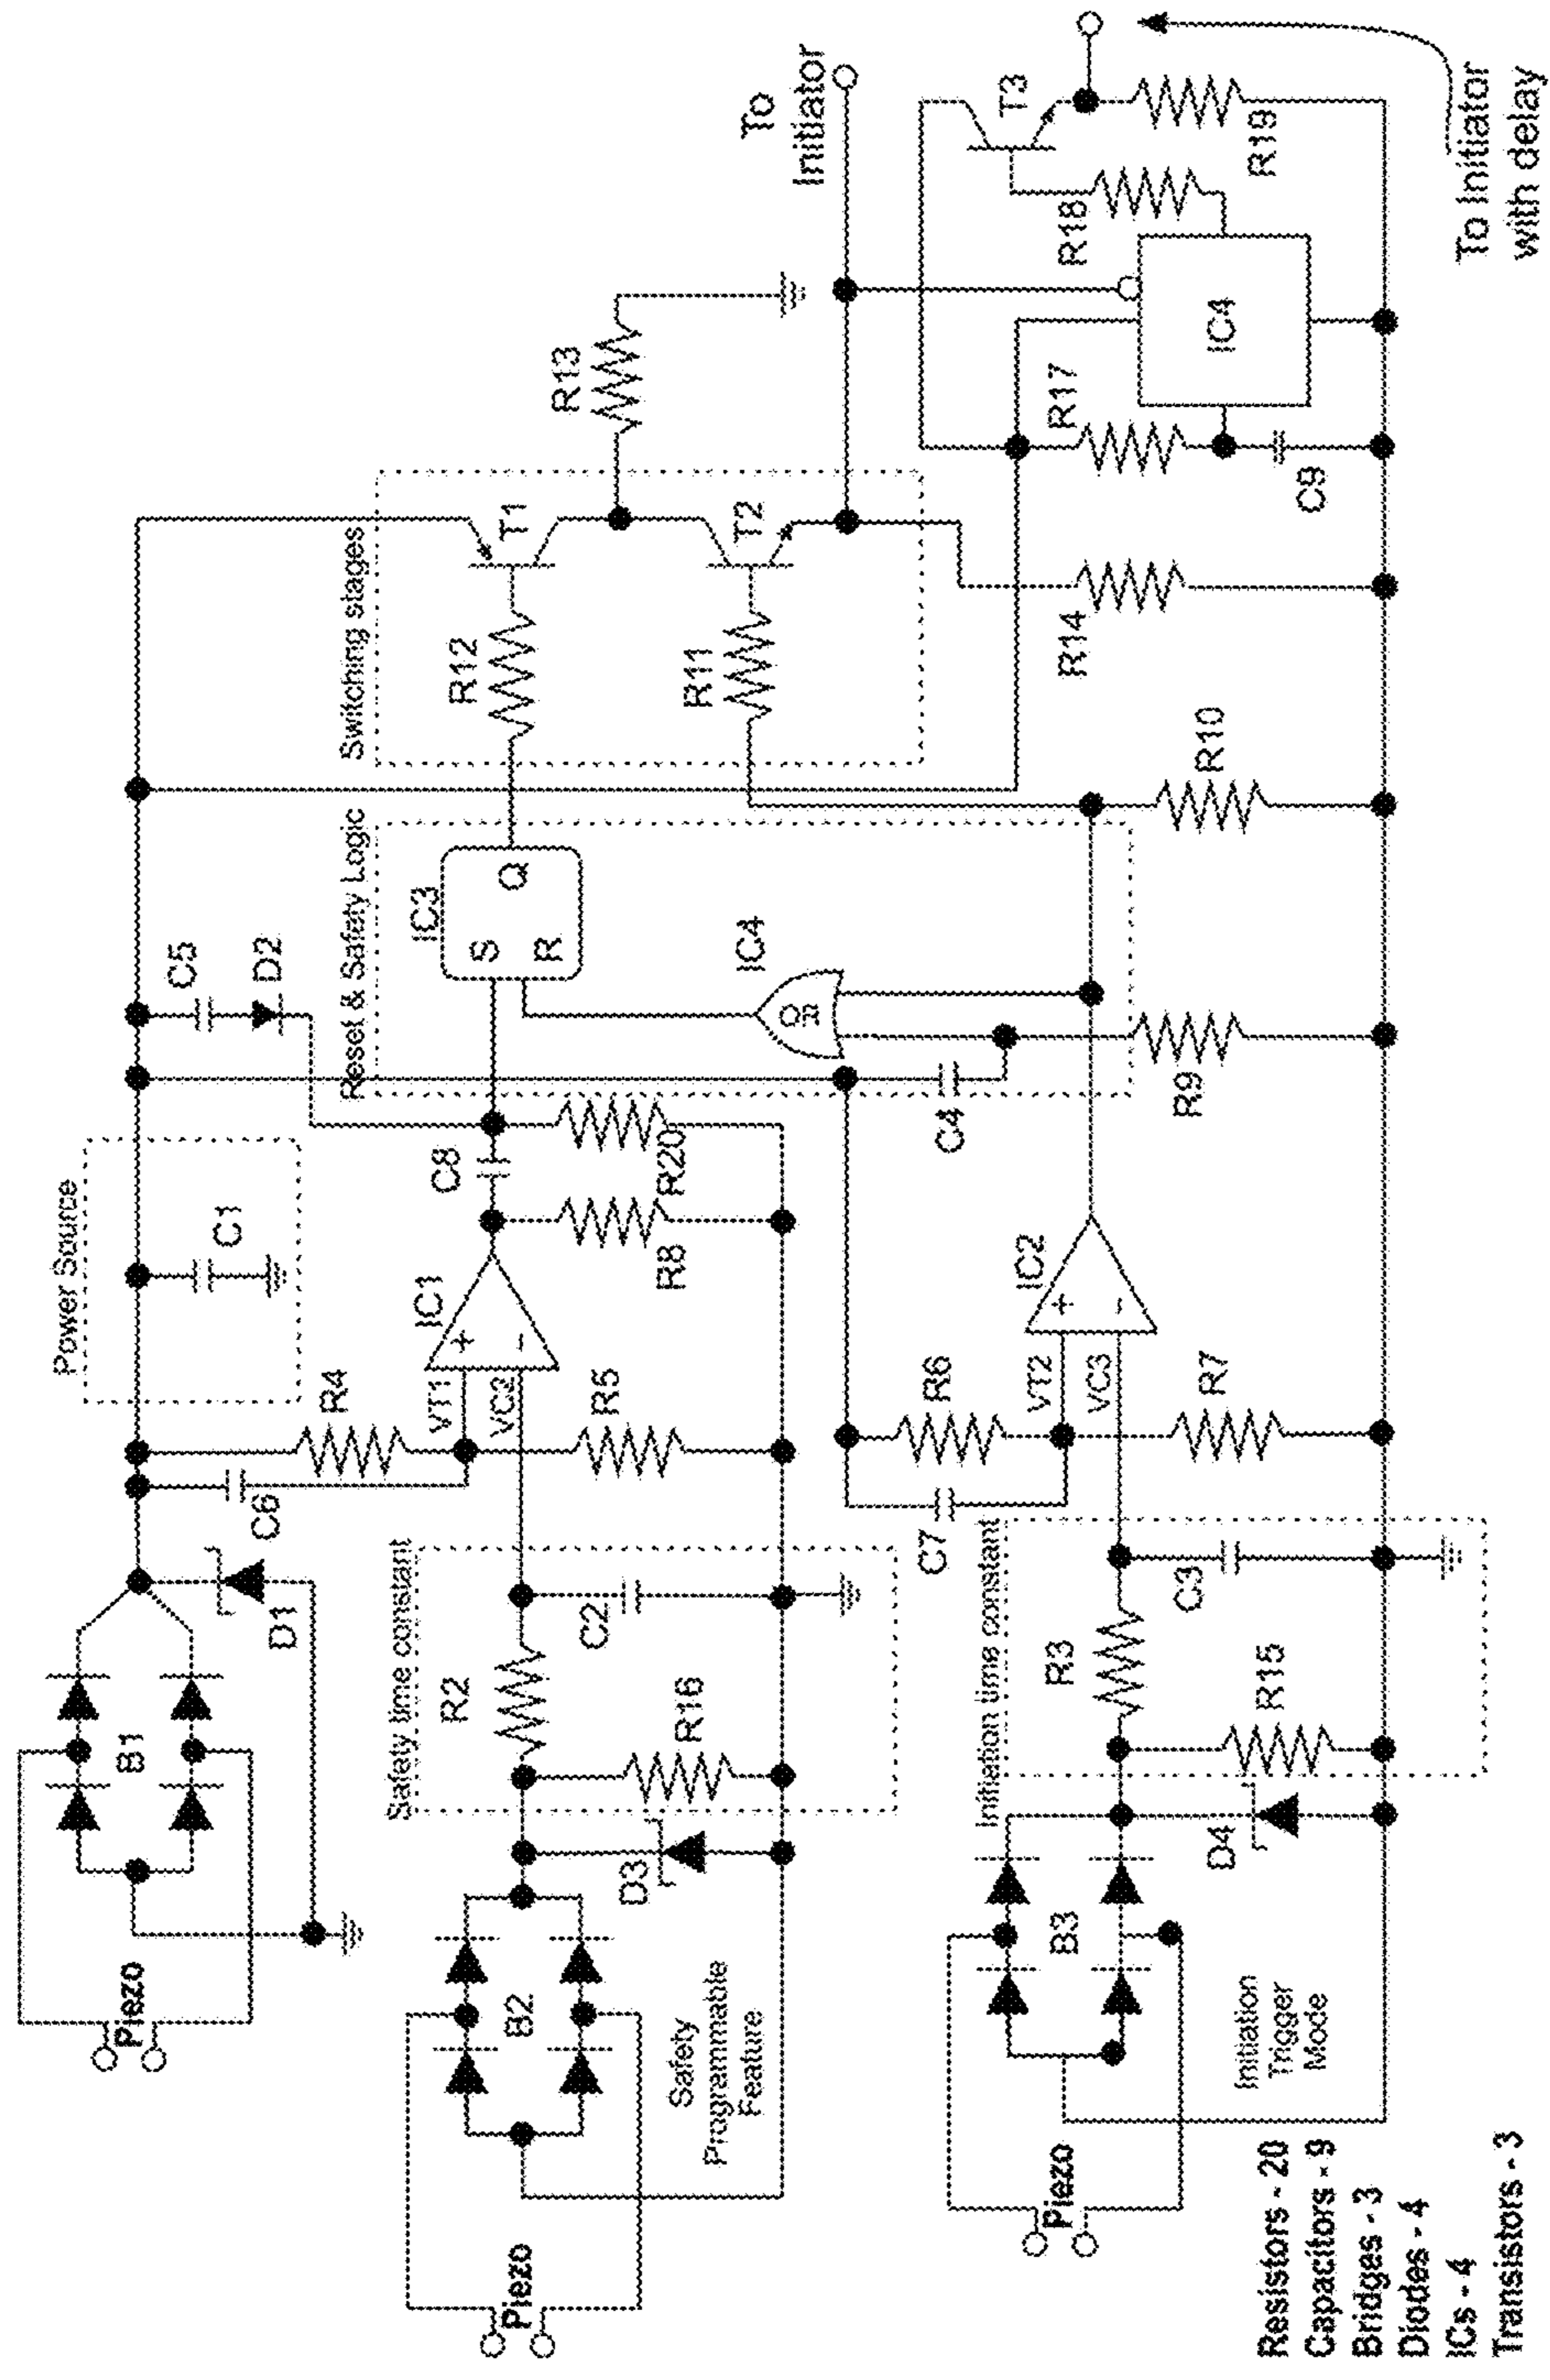 Piezo
B1
D1
C6
R4
Power Source
C1
C5
D2
Piezo
B2
Safety
Programmable
Feature
D3
Safety time constant
R2
R16
C2
VT1
VC2
R5
IC1
C8
R8
R20
Reset & Safety Logic
IC3
S
R
Q
IC4
OR
C4
R9
Switching stages
R12
R11
T1
T2
R13
To
Initiator
Piezo
B3
Initiation
Trigger
Mode
D4
Initiation time constant
R3
R15
C3
C7
R6
VT2
VC3
R7
IC2
R10
R14
R17
C9
IC4
R18
T3
R19
To Initiator
with delay
Resistors - 20
Capacitors - 9
Bridges - 3
Diodes - 4
ICs - 4
Transistors - 3